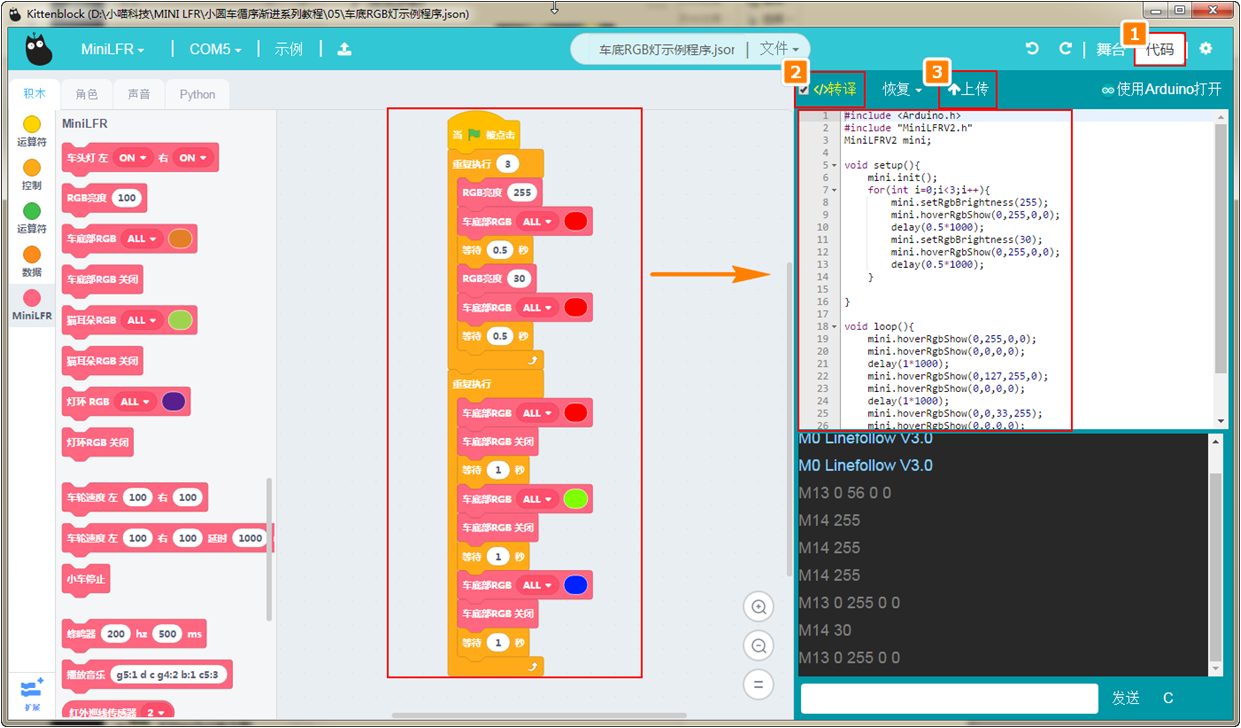 Kittenblock (D:\小喵科技\MINI LFR\小圆车循序渐进系列教程\05\车底RGB灯示例程序.json)
MiniLFR
COM5
示例
车底RGB灯示例程序.jsor
文件
舞台
1
代码
积木
角色
声音
Python
2
</>转译
恢复
3
上传
使用Arduino打开
运算符
控制
运算符
数据
MiniLFR
扩展
MiniLFR
车头灯 左 ON 右 ON
RGB亮度 100
车底部RGB ALL
车底部RGB 关闭
猫耳朵RGB ALL
猫耳朵RGB 关闭
灯环 RGB ALL
灯环RGB 关闭
车轮速度 左 100 右 100
车轮速度 左 100 右 100 延时 1000
小车停止
蜂鸣器 200 hz 500 ms
播放音乐 g5:1 d c g4:2 b:1 c5:3
红外巡线传感器 2
当 被点击
重复执行 3
RGB亮度 255
车底部RGB ALL
等待 0.5 秒
RGB亮度 30
车底部RGB ALL
等待 0.5 秒
重复执行
车底部RGB ALL
车底部RGB 关闭
等待 1 秒
车底部RGB ALL
车底部RGB 关闭
等待 1 秒
车底部RGB ALL
车底部RGB 关闭
等待 1 秒
1 #include <Arduino.h>
2 #include "MiniLFRV2.h"
3 MiniLFRV2 mini;
4
5 void setup(){
6 mini.init();
7 for(int i=0;i<3;i++){
8 mini.setRgbBrightness(255);
9 mini.hoverRgbShow(0,255,0,0);
10 delay(0.5*1000);
11 mini.setRgbBrightness(30);
12 mini.hoverRgbShow(0,255,0,0);
13 delay(0.5*1000);
14 }
15
16 }
17
18 void loop(){
19 mini.hoverRgbShow(0,255,0,0);
20 mini.hoverRgbShow(0,0,0,0);
21 delay(1*1000);
22 mini.hoverRgbShow(0,127,255,0);
23 mini.hoverRgbShow(0,0,0,0);
24 delay(1*1000);
25 mini.hoverRgbShow(0,0,33,255);
26 mini.hoverRgbShow(0,0,0,0);
M0 Linefollow V3.0
M0 Linefollow V3.0
M13 0 56 0 0
M14 255
M14 255
M14 255
M13 0 255 0 0
M14 30
M13 0 255 0 0
发送
C